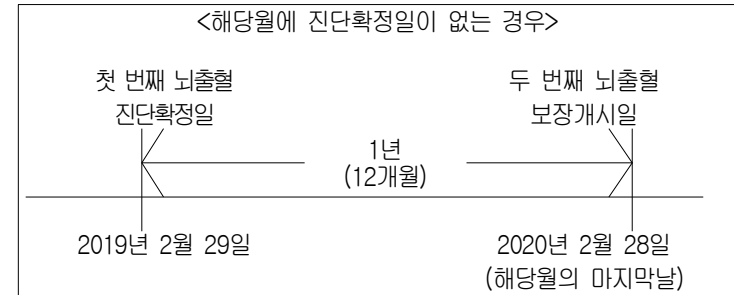 <해당월에 진단확정일이 없는 경우>
첫 번째 뇌출혈
진단확정일
두 번째 뇌출혈
보장개시일
1년
(12개월)
2019년 2월 29일
2020년 2월 28일
(해당월의 마지막날)